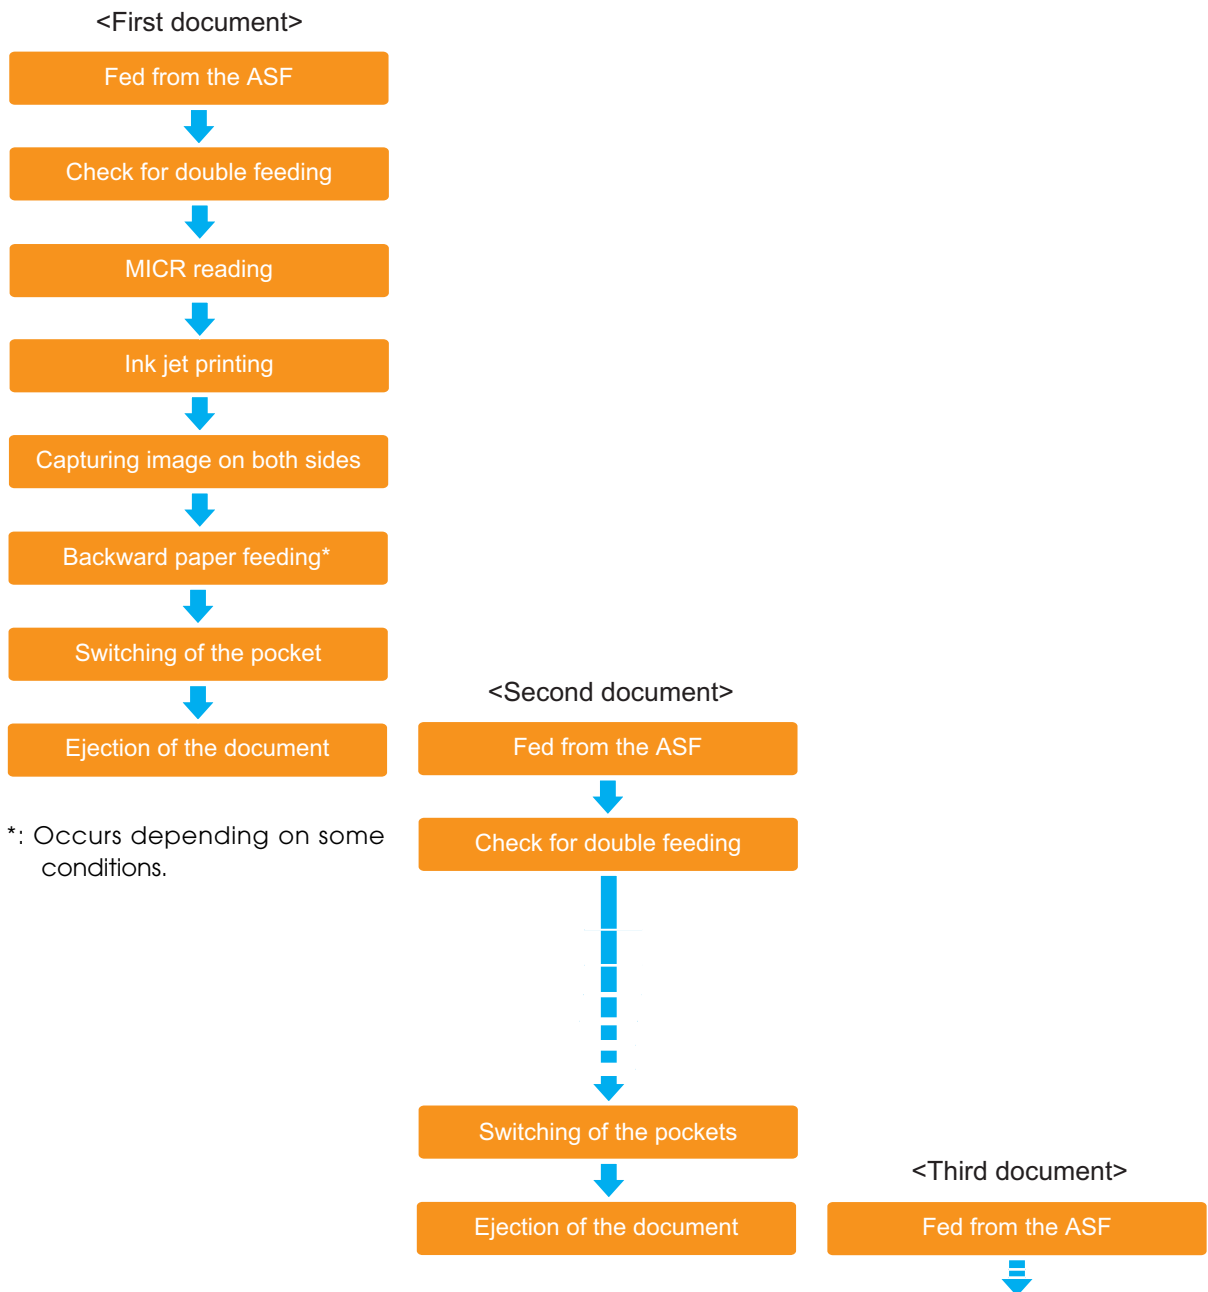 <First document>
Fed from the ASF
Check for double feeding
MICR reading
Ink jet printing
Capturing image on both sides
Backward paper feeding*
Switching of the pocket
Ejection of the document
*: Occurs depending on some
conditions.
<Second document>
Fed from the ASF
Check for double feeding
Switching of the pockets
Ejection of the document
<Third document>
Fed from the ASF